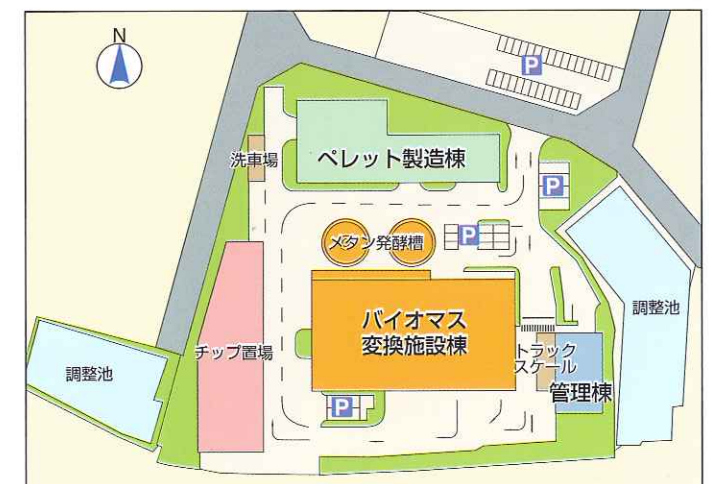 N
P
洗車場
ペレット製造棟
P
メタン発酵槽
P
バイオマス
変換施設棟
調整池
チップ置場
トラック
スケール
調整池
管理棟
P